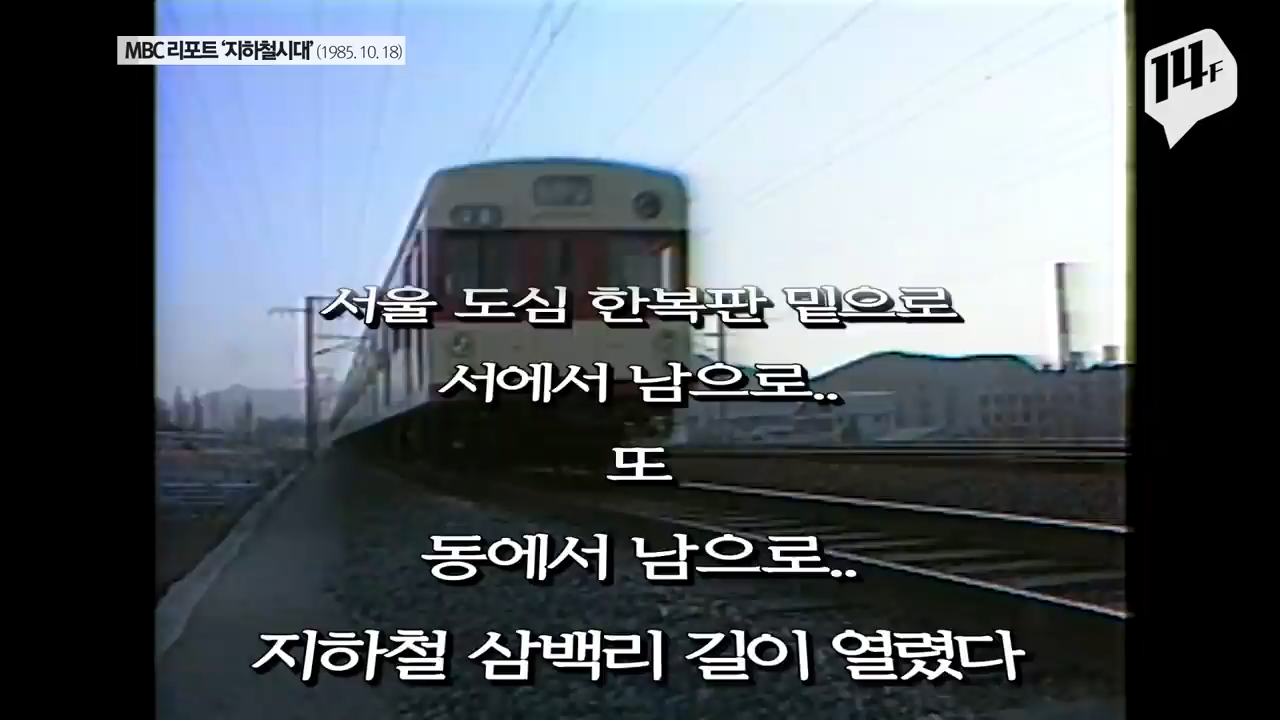 MBC 리포트 ‘지하철시대’ (1985. 10. 18)
14F
서울 도심 한복판 밑으로
서에서 남으로..
또
동에서 남으로..
지하철 삼백리 길이 열렸다